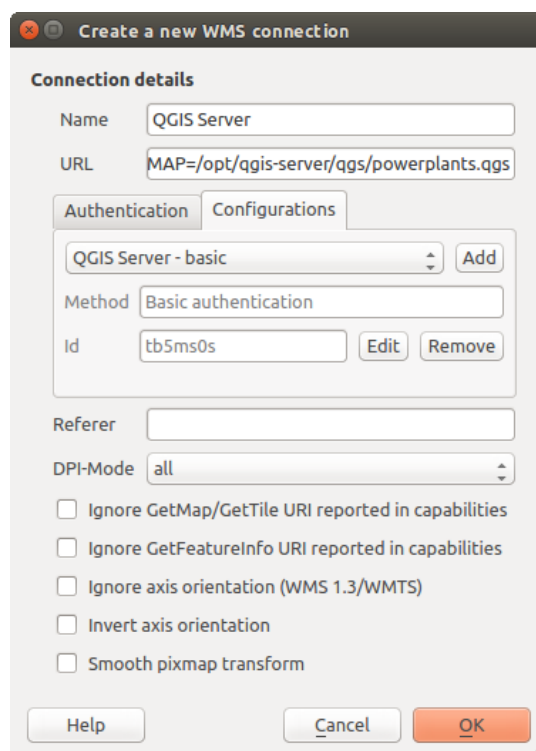 Create a new WMS connection
Connection details
Name QGIS Server
URL MAP=/opt/qgis-server/qgs/powerplants.qgs
Authentication Configurations
QGIS Server - basic Add
Method Basic authentication
Id tb5ms0s Edit Remove
Referer
DPI-Mode all
Ignore GetMap/GetTile URI reported in capabilities
Ignore GetFeatureInfo URI reported in capabilities
Ignore axis orientation (WMS 1.3/WMTS)
Invert axis orientation
Smooth pixmap transform
Help Cancel OK